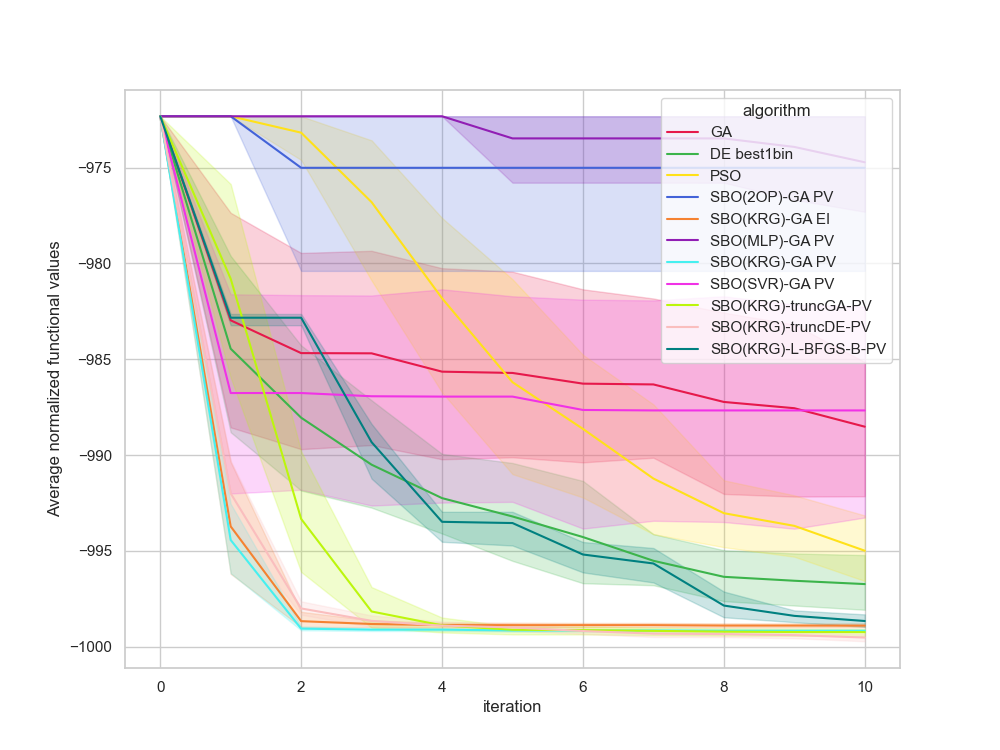 algorithm
GA
DE best1bin
PSO
SBO(2OP)-GA PV
SBO(KRG)-GA EI
SBO(MLP)-GA PV
SBO(KRG)-GA PV
SBO(SVR)-GA PV
SBO(KRG)-truncGA-PV
SBO(KRG)-truncDE-PV
SBO(KRG)-L-BFGS-B-PV
Average normalized functional values
−975
−980
−985
−990
−995
−1000
0 2 4 6 8 10
iteration